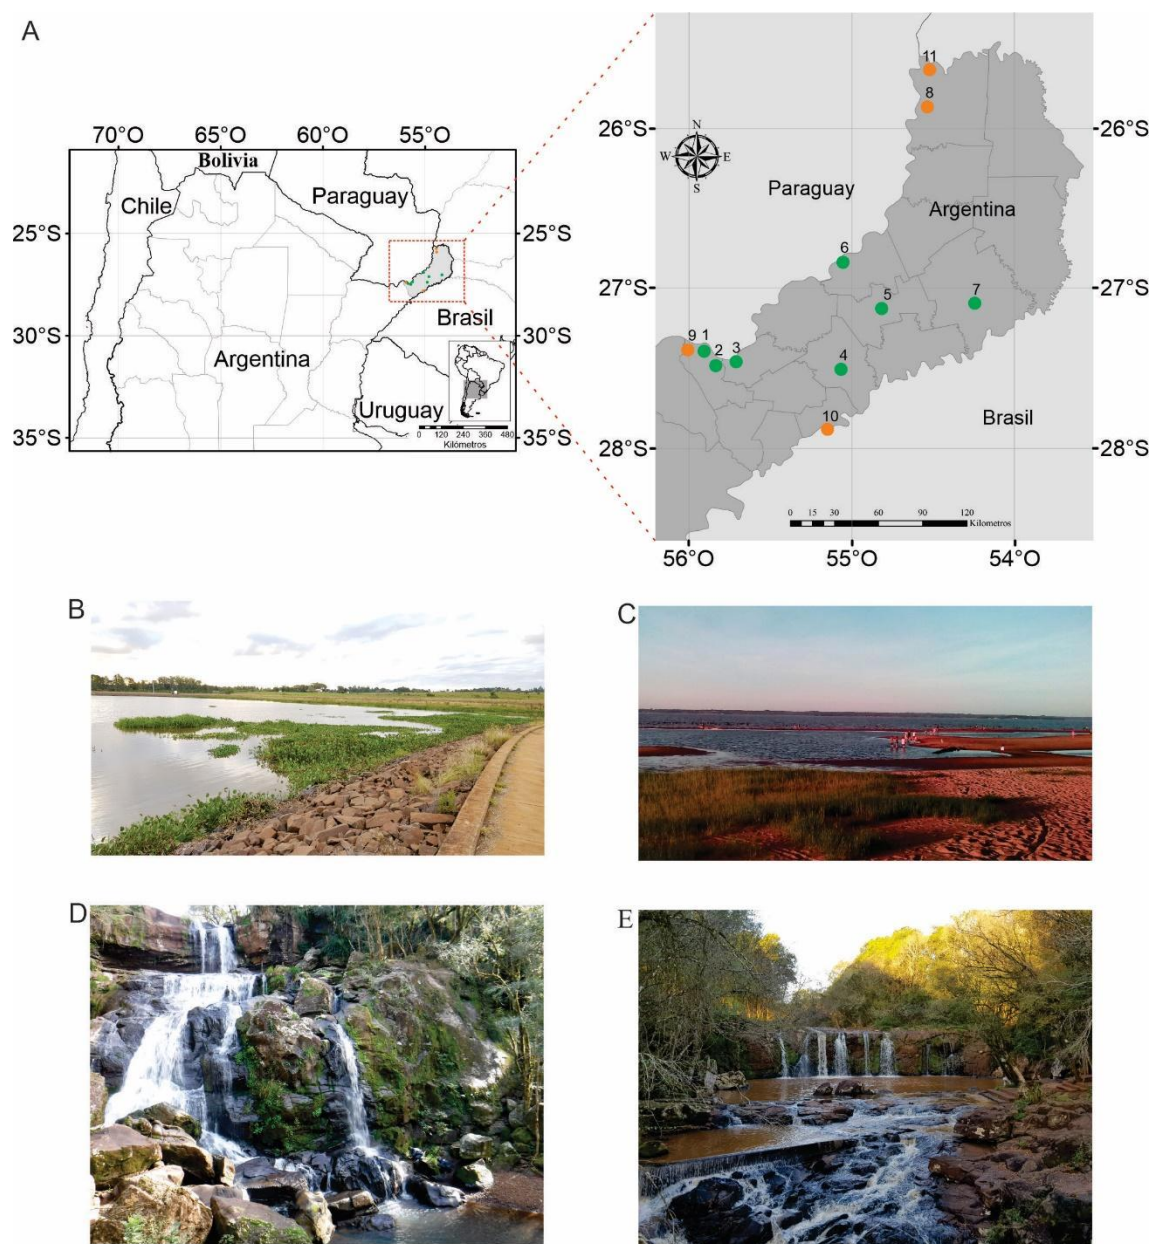 A
70°O 65°O 60°O 55°O
Bolivia
Chile
Paraguay
25°S 25°S
30°S 30°S
Brasil
Argentina
Uruguay
35°S 35°S
0 60 120 240 360 480
Kilómetros
11
8
26°S 26°S
N
W E
S
Paraguay
Argentina
6
27°S 27°S
5
7
9 1
2 3
4
10
Brasil
28°S 28°S
0 15 30 60 90 120
Kilometros
56°O 55°O 54°O
B
C
D
E